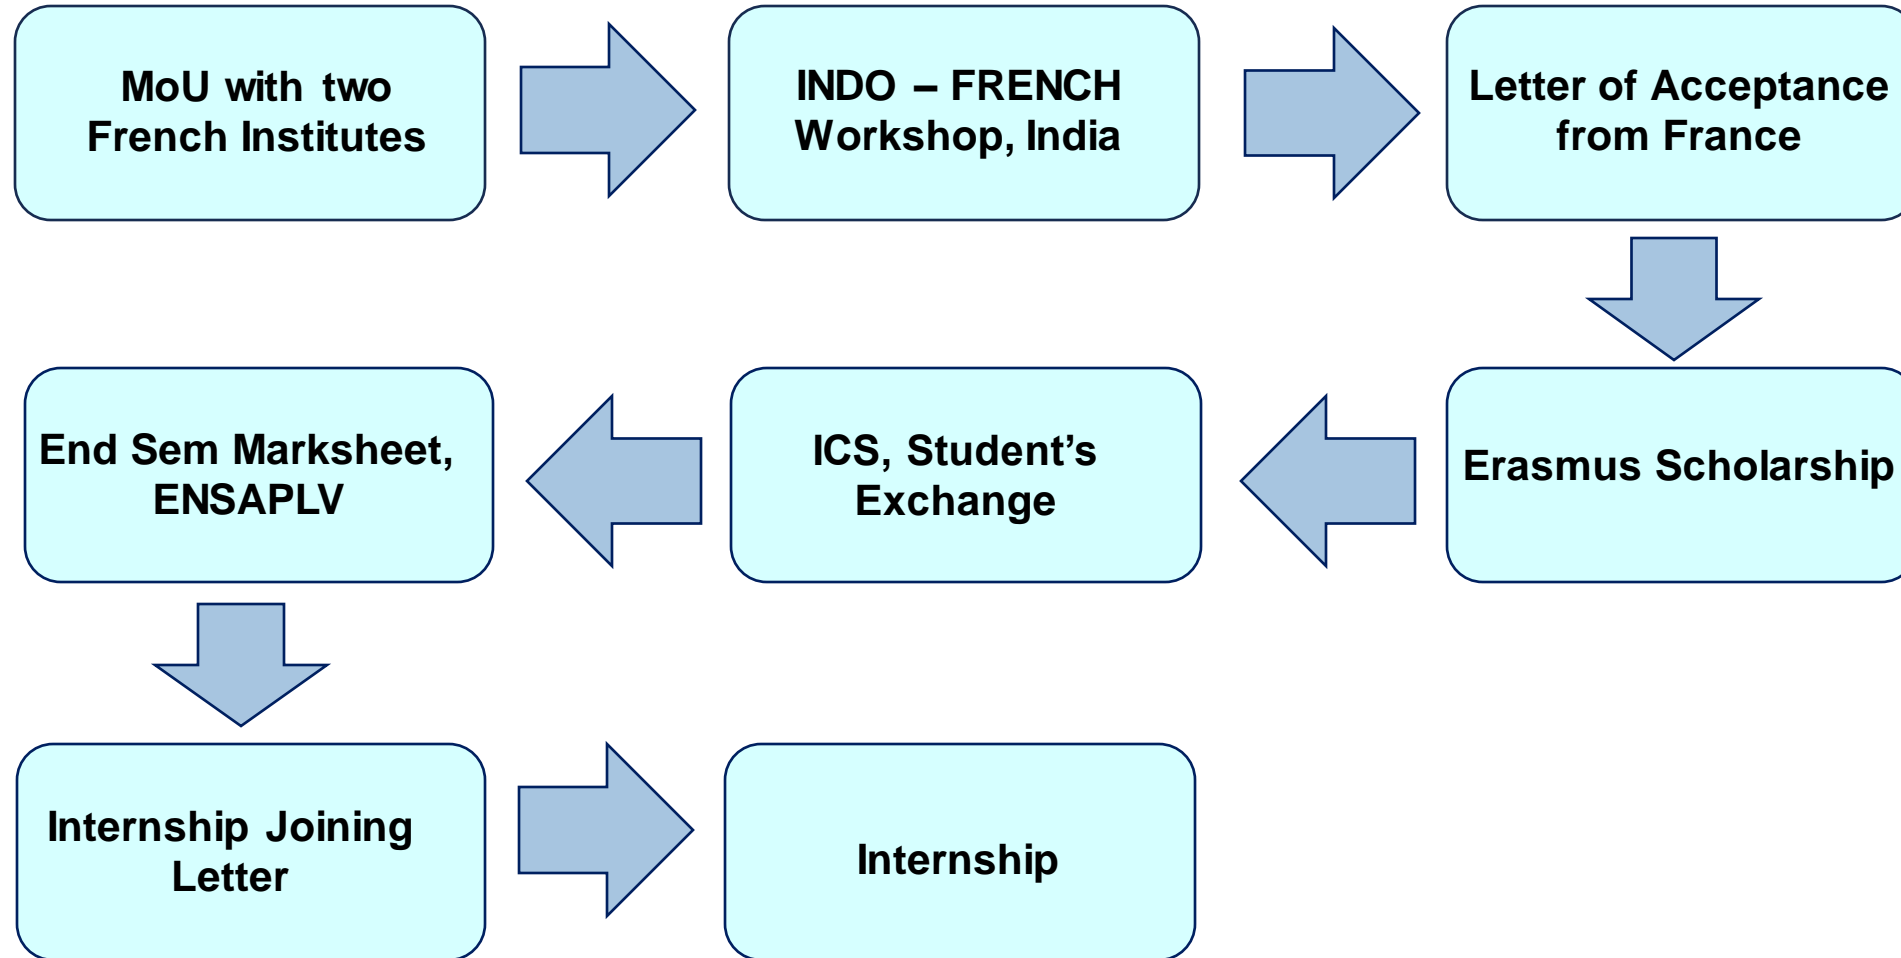 MoU with two
French Institutes
INDO – FRENCH
Workshop, India
Letter of Acceptance
from France
Erasmus Scholarship
ICS, Student’s
Exchange
End Sem Marksheet,
ENSAPLV
Internship Joining
Letter
Internship